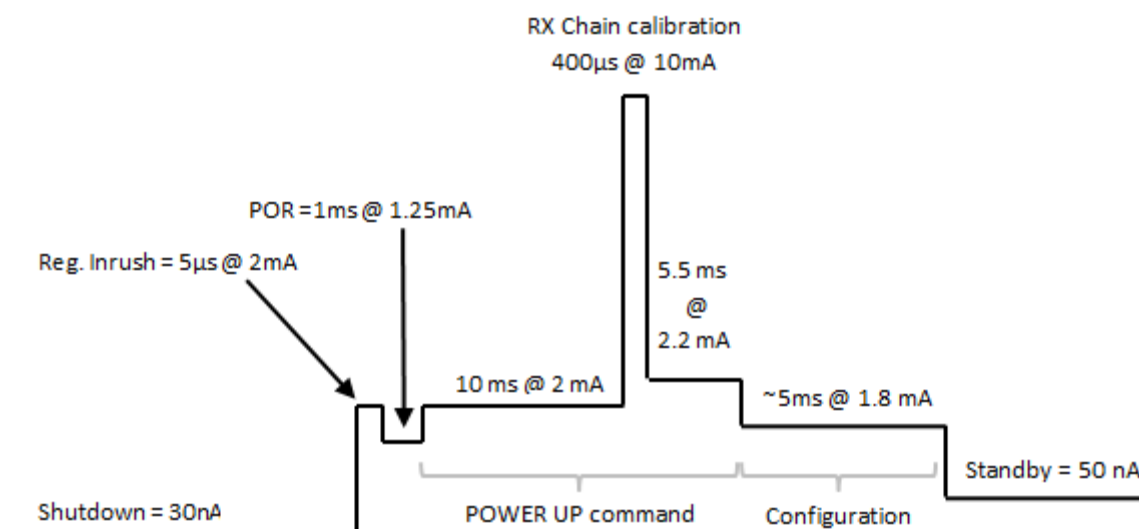 RX Chain calibration
400µs @ 10mA
POR =1ms @ 1.25mA
Reg. Inrush = 5µs @ 2mA
5.5 ms
@
2.2 mA
10 ms @ 2 mA
~5ms @ 1.8 mA
Standby = 50 nA
Shutdown = 30nA
POWER UP command
Configuration